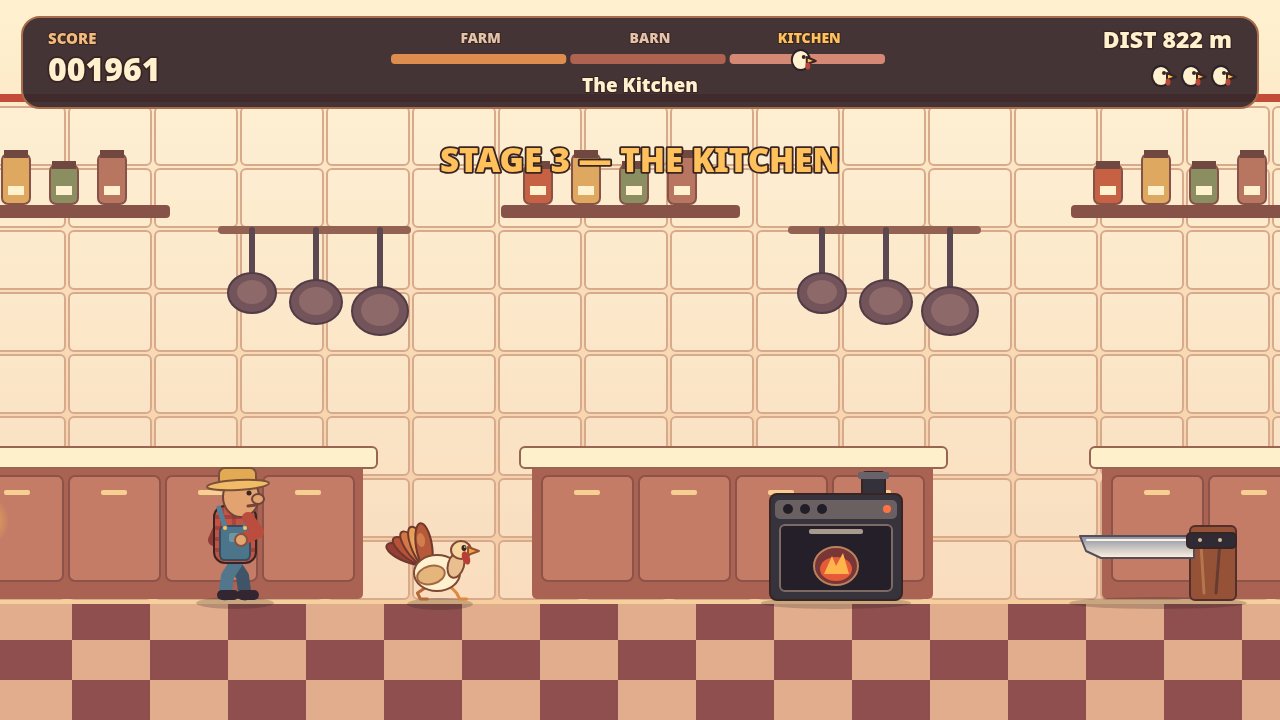 SCORE
001961
FARM
BARN
KITCHEN
The Kitchen
DIST 822 m
STAGE 3 — THE KITCHEN